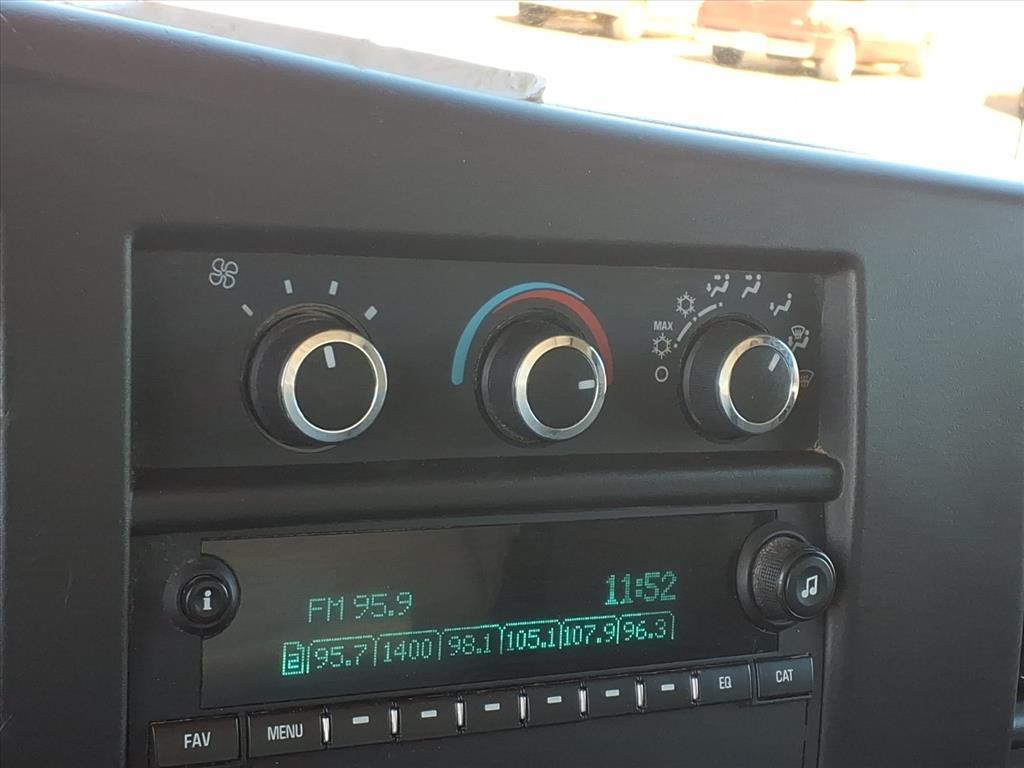 MAX
FM 95.9 11:52
2 95.7 1400 98.1 105.1 107.9 96.3
i
FAV MENU EQ CAT